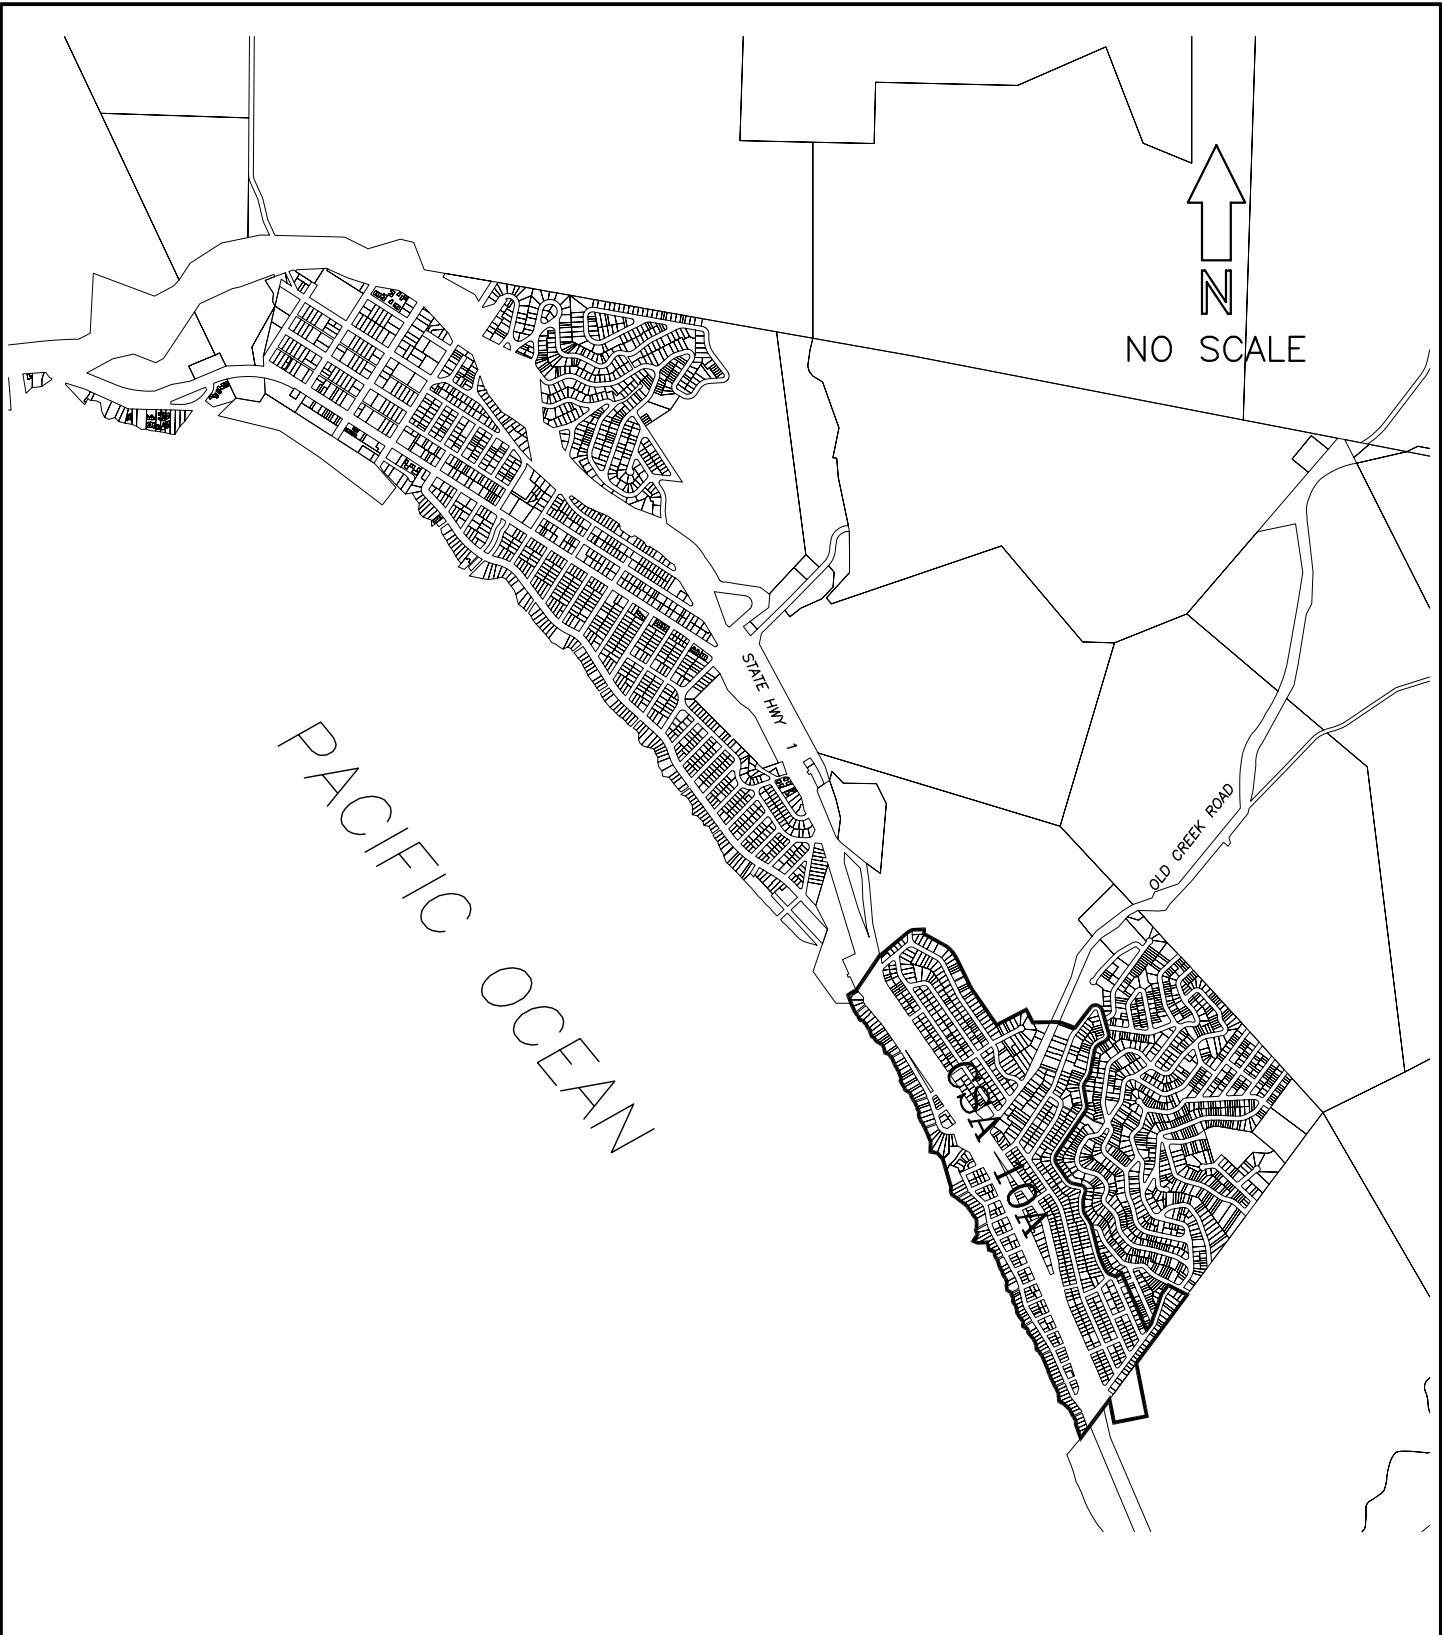 N
NO SCALE
STATE HWY 1
PACIFIC OCEAN
OLD CREEK ROAD
CSA-10A